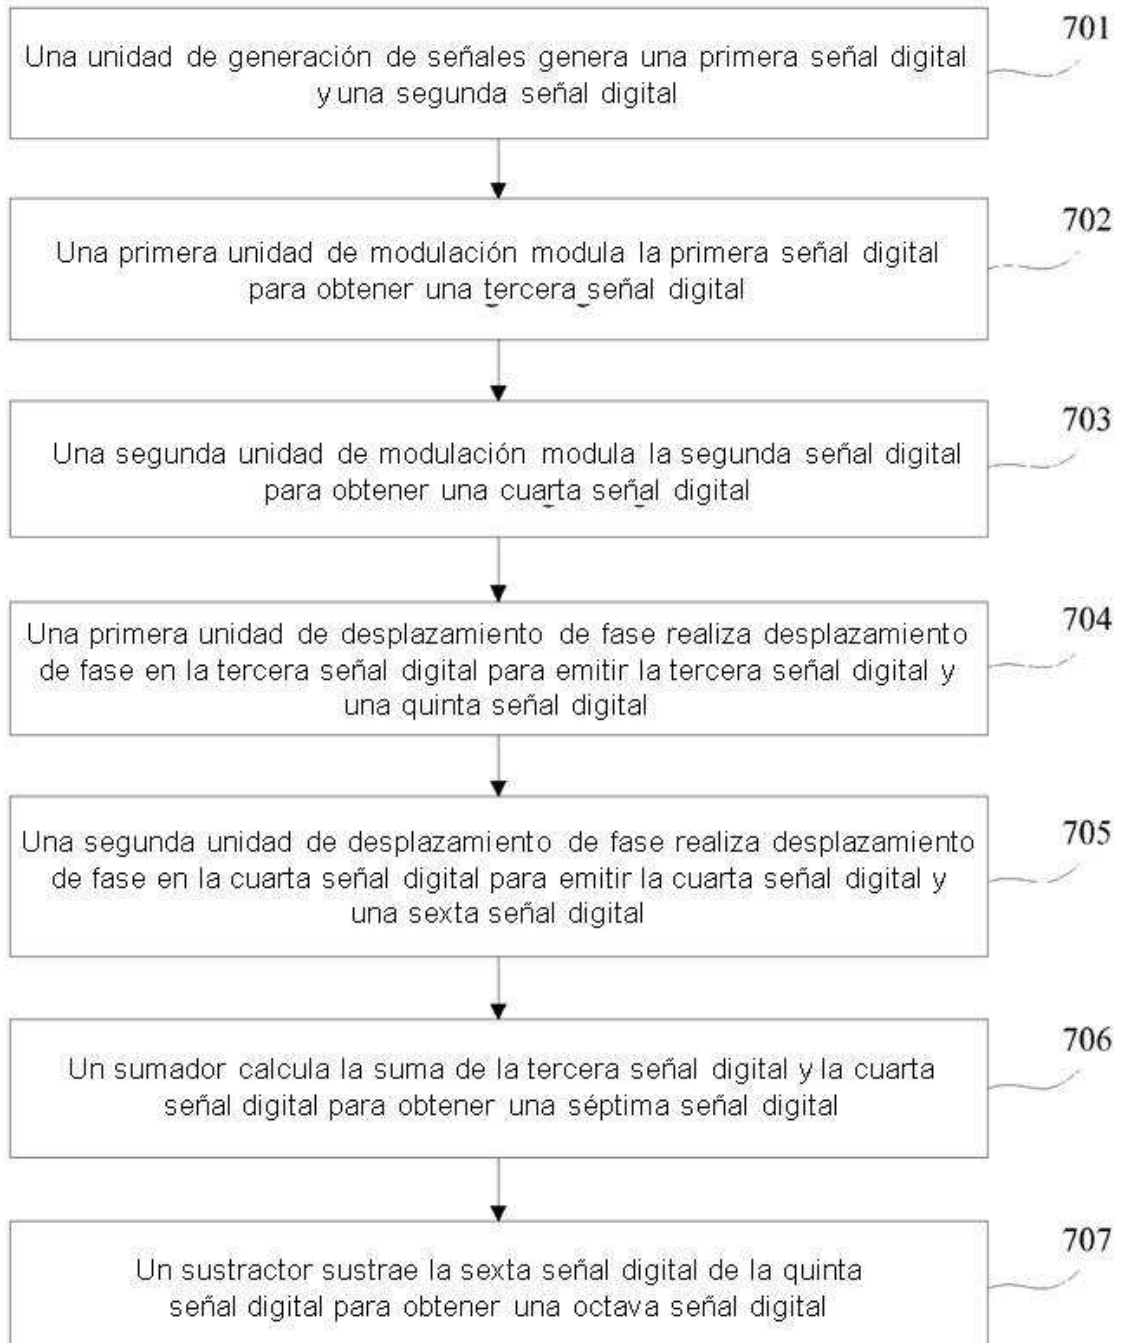 701
Una unidad de generación de señales genera una primera señal digital
y una segunda señal digital
702
Una primera unidad de modulación modula la primera señal digital
para obtener una tercera señal digital
703
Una segunda unidad de modulación modula la segunda señal digital
para obtener una cuarta señal digital
704
Una primera unidad de desplazamiento de fase realiza desplazamiento
de fase en la tercera señal digital para emitir la tercera señal digital y
una quinta señal digital
705
Una segunda unidad de desplazamiento de fase realiza desplazamiento
de fase en la cuarta señal digital para emitir la cuarta señal digital y
una sexta señal digital
706
Un sumador calcula la suma de la tercera señal digital y la cuarta
señal digital para obtener una séptima señal digital
707
Un sustractor sustrae la sexta señal digital de la quinta
señal digital para obtener una octava señal digital